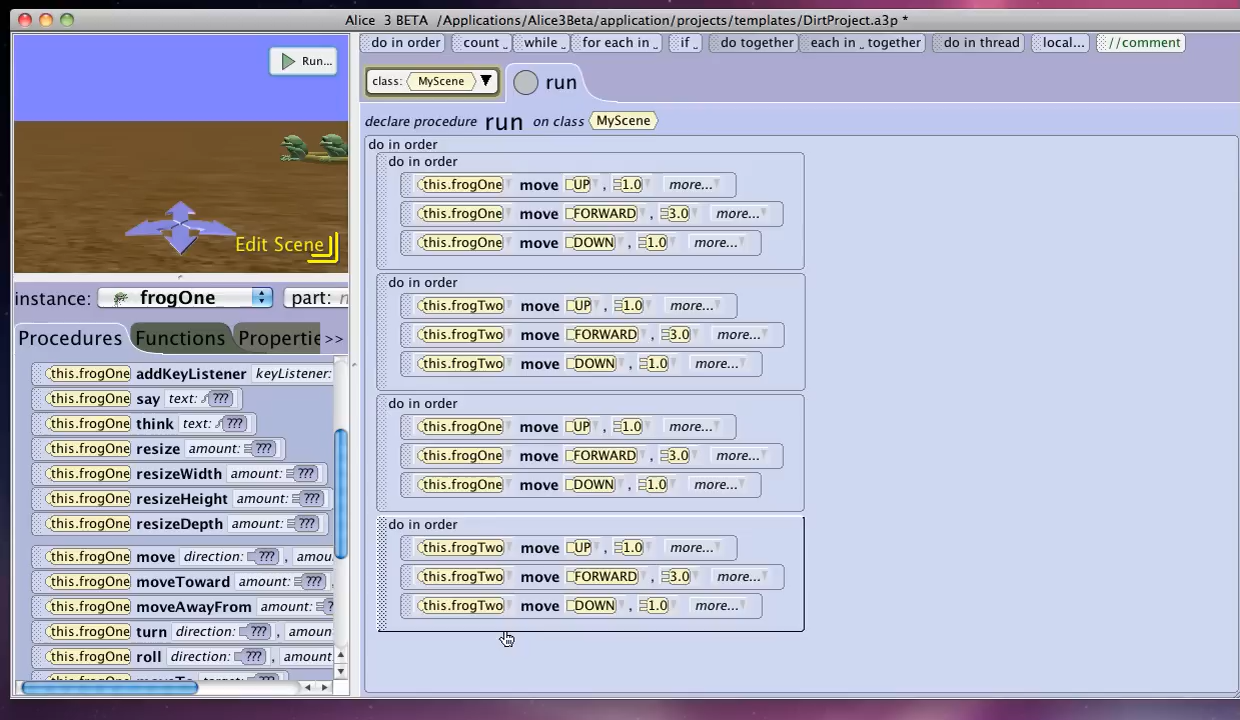 Alice 3 BETA /Applications/Alice3Beta/application/projects/templates/DirtProject.a3p *
Run...
Edit Scene
instance: frogOne part:
Procedures Functions Propertie >>
this.frogOne addKeyListener keyListener:
this.frogOne say text: ???
this.frogOne think text: ???
this.frogOne resize amount: ???
this.frogOne resizeWidth amount: ???
this.frogOne resizeHeight amount: ???
this.frogOne resizeDepth amount: ???
this.frogOne move direction: ??? , amou
this.frogOne moveToward amount: ???
this.frogOne moveAwayFrom amount: ???
this.frogOne turn direction: ??? , amoun
this.frogOne roll direction: ??? , amount
do in order count _ while _ for each in _ if _ do together each in _ together do in thread local... //comment
class: MyScene run
declare procedure run on class MyScene
do in order
do in order
this.frogOne move UP , 1.0 more...
this.frogOne move FORWARD , 3.0 more...
this.frogOne move DOWN , 1.0 more...
do in order
this.frogTwo move UP , 1.0 more...
this.frogTwo move FORWARD , 3.0 more...
this.frogTwo move DOWN , 1.0 more...
do in order
this.frogOne move UP , 1.0 more...
this.frogOne move FORWARD , 3.0 more...
this.frogOne move DOWN , 1.0 more...
do in order
this.frogTwo move UP , 1.0 more...
this.frogTwo move FORWARD , 3.0 more...
this.frogTwo move DOWN , 1.0 more...